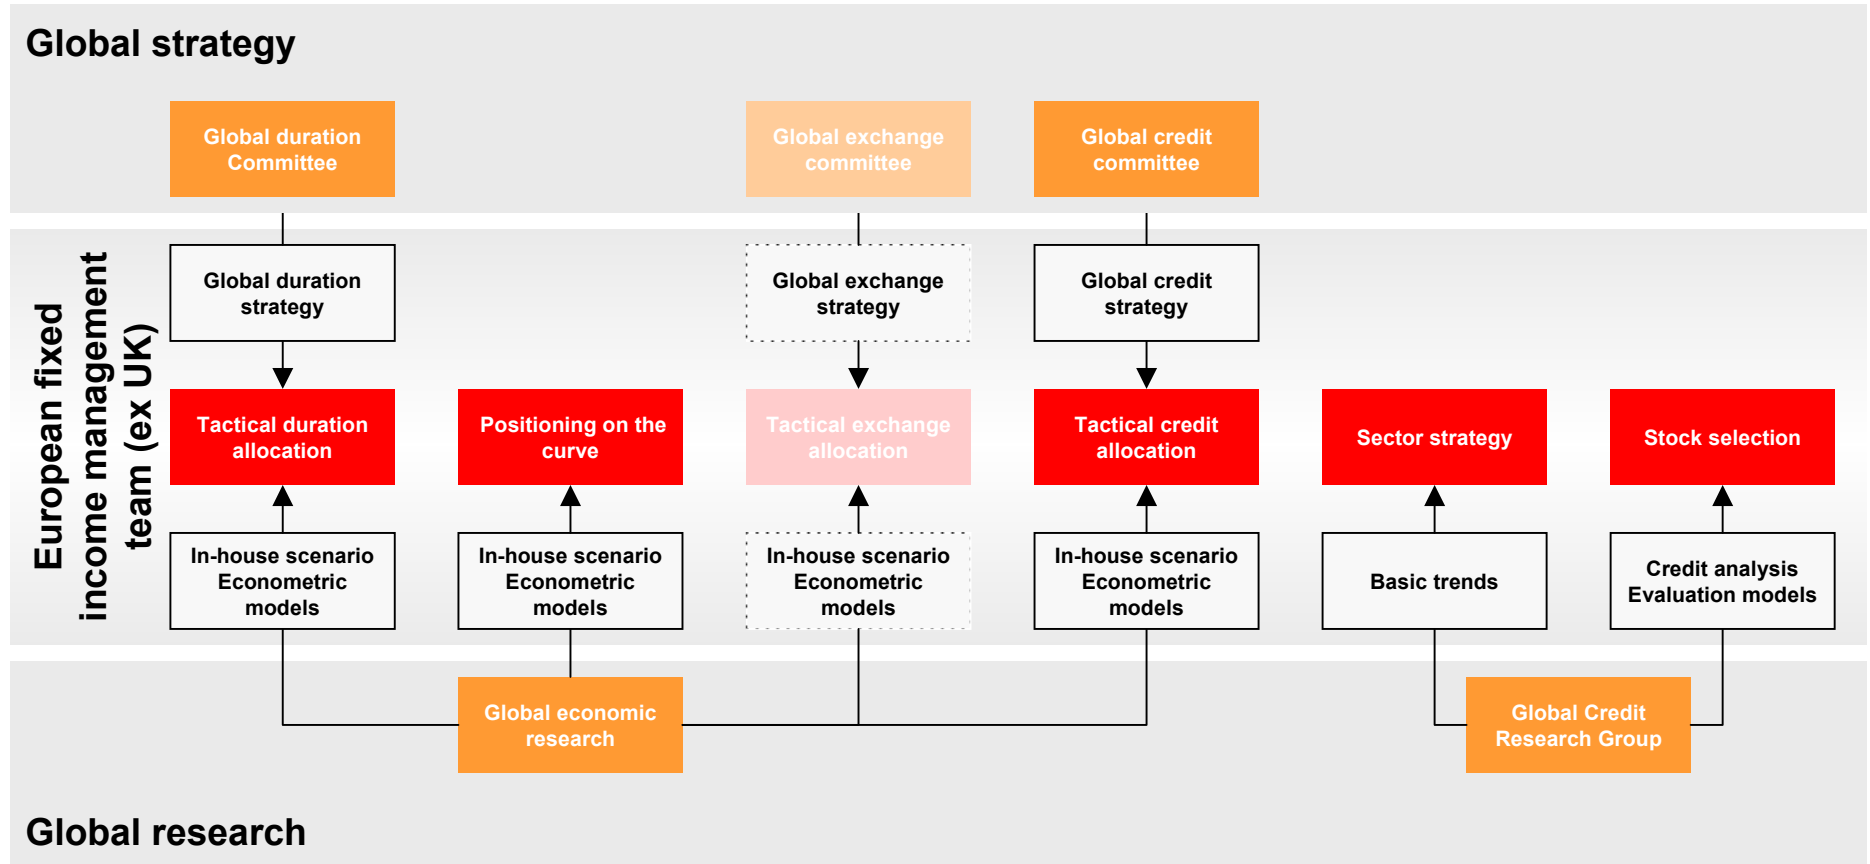 Global strategy
Global duration
Committee
Global exchange
committee
Global credit
committee
European fixed
income management
team (ex UK)
Global duration
strategy
Global exchange
strategy
Global credit
strategy
Tactical duration
allocation
Positioning on the
curve
Tactical exchange
allocation
Tactical credit
allocation
Sector strategy
Stock selection
In-house scenario
Econometric
models
In-house scenario
Econometric
models
In-house scenario
Econometric
models
In-house scenario
Econometric
models
Basic trends
Credit analysis
Evaluation models
Global economic
research
Global Credit
Research Group
Global research